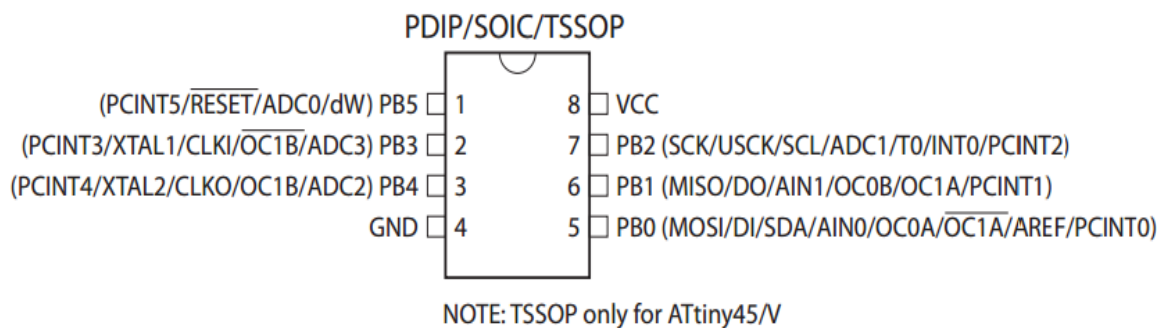 PDIP/SOIC/TSSOP
(PCINT5/RESET/ADC0/dW) PB5 1 8 VCC
(PCINT3/XTAL1/CLKI/OC1B/ADC3) PB3 2 7 PB2 (SCK/USCK/SCL/ADC1/T0/INT0/PCINT2)
(PCINT4/XTAL2/CLKO/OC1B/ADC2) PB4 3 6 PB1 (MISO/DO/AIN1/OC0B/OC1A/PCINT1)
GND 4 5 PB0 (MOSI/DI/SDA/AIN0/OC0A/OC1A/AREF/PCINT0)
NOTE: TSSOP only for ATtiny45/V